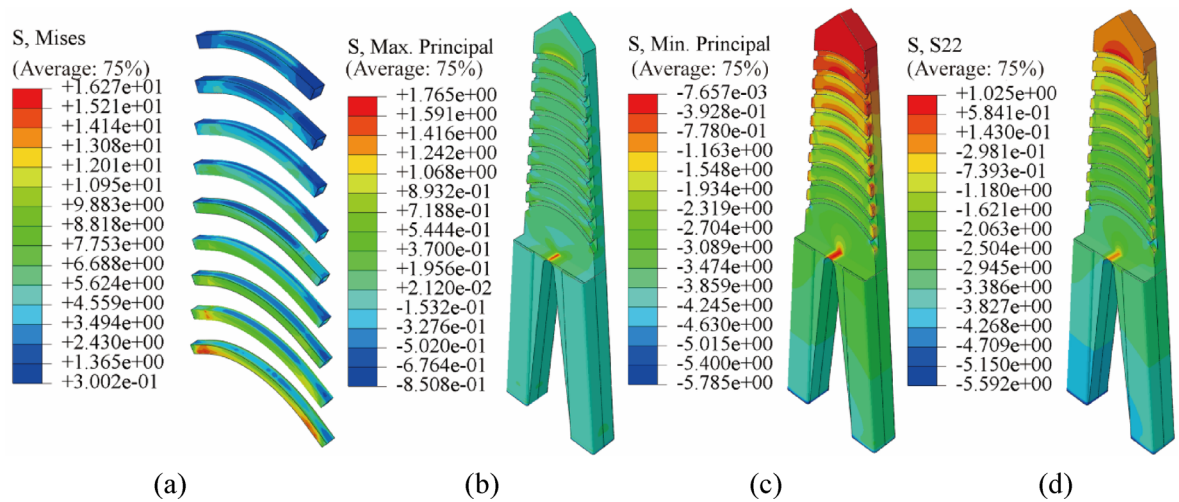 S, Mises
(Average: 75%)
+1.627e+01
+1.521e+01
+1.414e+01
+1.308e+01
+1.201e+01
+1.095e+01
+9.883e+00
+8.818e+00
+7.753e+00
+6.688e+00
+5.624e+00
+4.559e+00
+3.494e+00
+2.430e+00
+1.365e+00
+3.002e-01
(a)
S, Max. Principal
(Average: 75%)
+1.765e+00
+1.591e+00
+1.416e+00
+1.242e+00
+1.068e+00
+8.932e-01
+7.188e-01
+5.444e-01
+3.700e-01
+1.956e-01
+2.120e-02
-1.532e-01
-3.276e-01
-5.020e-01
-6.764e-01
-8.508e-01
(b)
S, Min. Principal
(Average: 75%)
-7.657e-03
-3.928e-01
-7.780e-01
-1.163e+00
-1.548e+00
-1.934e+00
-2.319e+00
-2.704e+00
-3.089e+00
-3.474e+00
-3.859e+00
-4.245e+00
-4.630e+00
-5.015e+00
-5.400e+00
-5.785e+00
(c)
S, S22
(Average: 75%)
+1.025e+00
+5.841e-01
+1.430e-01
-2.981e-01
-7.393e-01
-1.180e+00
-1.621e+00
-2.063e+00
-2.504e+00
-2.945e+00
-3.386e+00
-3.827e+00
-4.268e+00
-4.709e+00
-5.150e+00
-5.592e+00
(d)